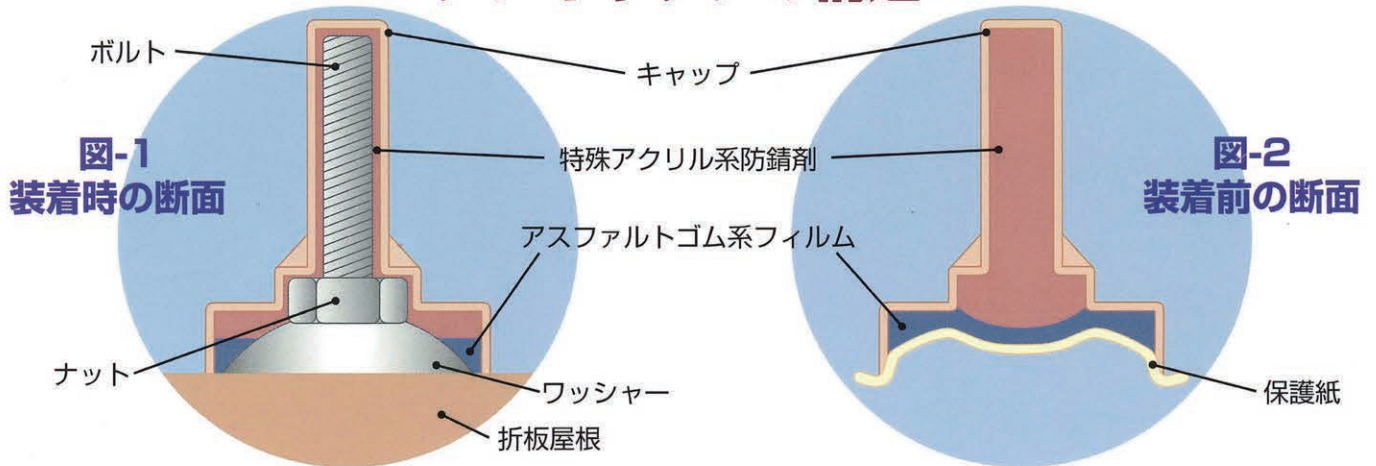 ボルト
キャップ
図-1
装着時の断面
特殊アクリル系防錆剤
図-2
装着前の断面
アスファルトゴム系フィルム
ナット
ワッシャー
保護紙
折板屋根